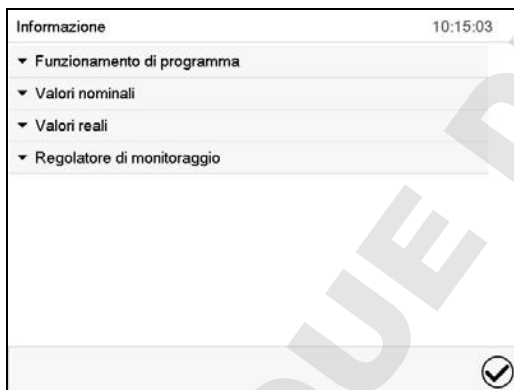 Informazione 10:15:03
Funzionamento di programma
Valori nominali
Valori reali
Regolatore di monitoraggio